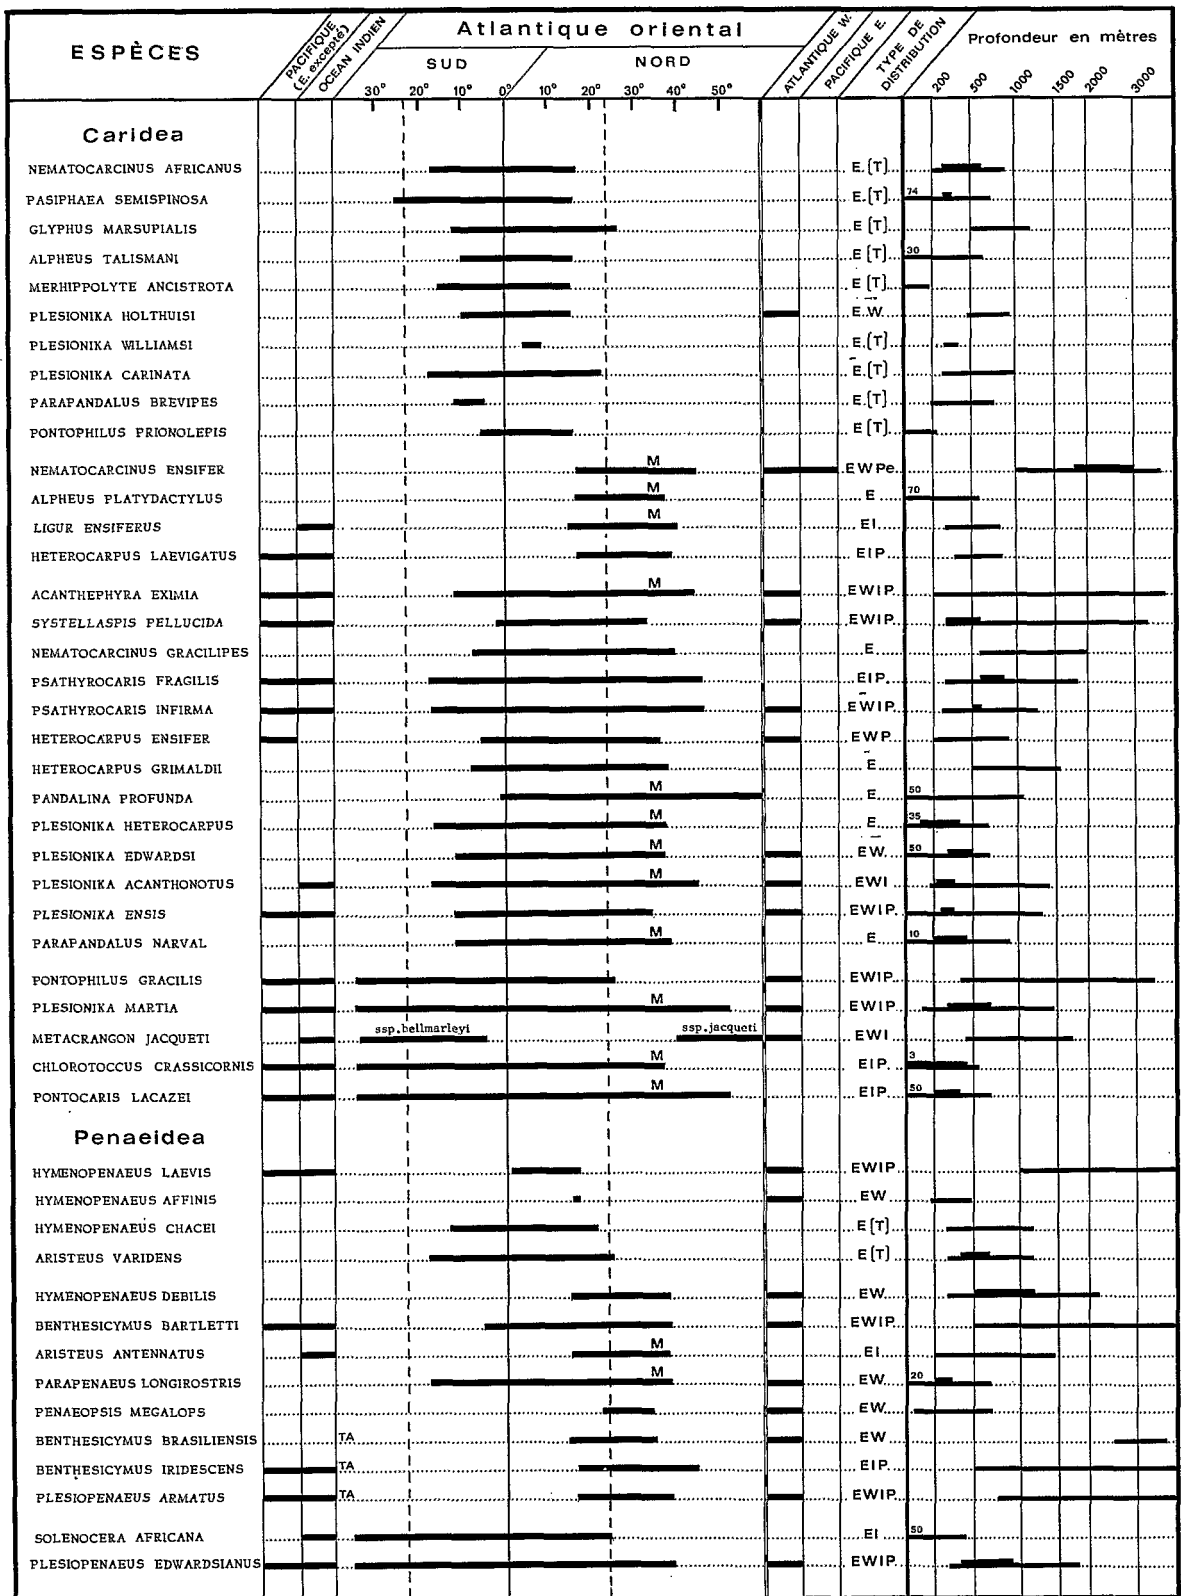 ESPÈCES
PACIFIQUE (E. excepté)
OCEAN INDIEN
Atlantique oriental
SUD
NORD
ATLANTIQUE W.
PACIFIQUE E.
TYPE DE DISTRIBUTION
Profondeur en mètres
30° 20° 10° 0° 10° 20° 30° 40° 50°
200 500 1000 1500 2000 3000
Caridea
NEMATOCARCINUS AFRICANUS E.[T]
PASIPHAEA SEMISPINOSA E.[T] 74
GLYPHUS MARSUPIALIS E[T]
ALPHEUS TALISMANI E[T] 30
MERHIPPOLYTE ANCISTROTA E[T]
PLESIONIKA HOLTHUISI E.W
PLESIONIKA WILLIAMSI E.[T]
PLESIONIKA CARINATA E.[T]
PARAPANDALUS BREVIPES E.[T]
PONTOPHILUS PRIONOLEPIS E[T]
NEMATOCARCINUS ENSIFER M EWPe
ALPHEUS PLATYDACTYLUS M E 70
LIGUR ENSIFERUS M EI
HETEROCARPUS LAEVIGATUS EIP
ACANTHEPHYRA EXIMIA M EWIP
SYSTELLASPIS PELLUCIDA EWIP
NEMATOCARCINUS GRACILIPES E
PSATHYROCARIS FRAGILIS EIP
PSATHYROCARIS INFIRMA EWIP
HETEROCARPUS ENSIFER EWP
HETEROCARPUS GRIMALDII E
PANDALINA PROFUNDA M E 50
PLESIONIKA HETEROCARPUS M E 35
PLESIONIKA EDWARDSI M EW 50
PLESIONIKA ACANTHONOTUS M EWI
PLESIONIKA ENSIS EWIP
PARAPANDALUS NARVAL M E 10
PONTOPHILUS GRACILIS EWIP
PLESIONIKA MARTIA M EWIP
METACRANGON JACQUETI ssp.bellmarleyi ssp.jacqueti EWI
CHLOROTOCCUS CRASSICORNIS M EIP 3
PONTOCARIS LACAZEI M EIP 50
Penaeidea
HYMENOPENAEUS LAEVIS EWIP
HYMENOPENAEUS AFFINIS EW
HYMENOPENAEUS CHACEI E[T]
ARISTEUS VARIDENS E[T]
HYMENOPENAEUS DEBILIS EW
BENTHESICYMUS BARTLETTI EWIP
ARISTEUS ANTENNATUS M EI
PARAPENAEUS LONGIROSTRIS M EW 20
PENAEOPSIS MEGALOPS EW
BENTHESICYMUS BRASILIENSIS TA EW
BENTHESICYMUS IRIDESCENS TA EIP
PLESIOPENAEUS ARMATUS TA EWIP
SOLENOCERA AFRICANA EI 50
PLESIOPENAEUS EDWARDSIANUS EWIP